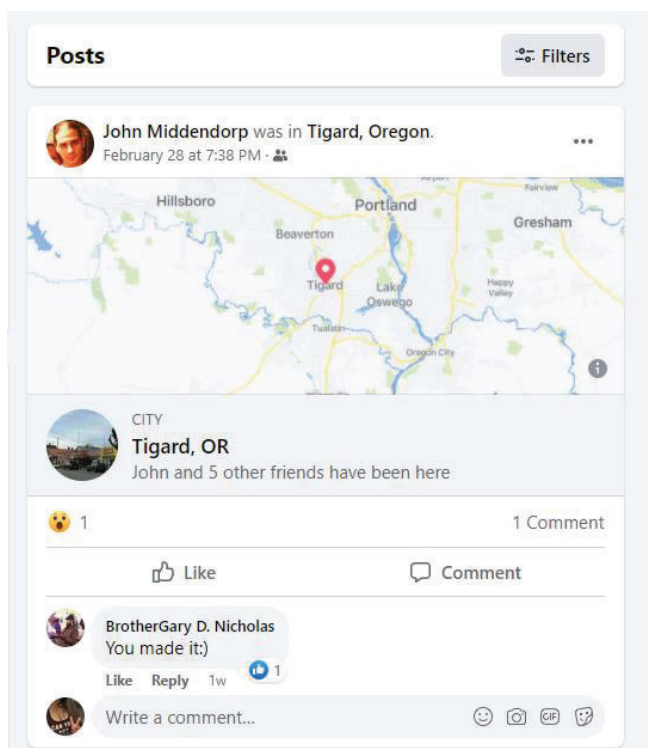 Posts
Filters
John Middendorp was in Tigard, Oregon.
February 28 at 7:38 PM ·
Hillsboro
Portland
Airport
Fairview
Gresham
Beaverton
Tigard
Lake
Oswego
Happy
Valley
Tualatin
Oregon City
CITY
Tigard, OR
John and 5 other friends have been here
1
1 Comment
Like
Comment
BrotherGary D. Nicholas
You made it:)
Like Reply 1w
1
Write a comment...
GIF